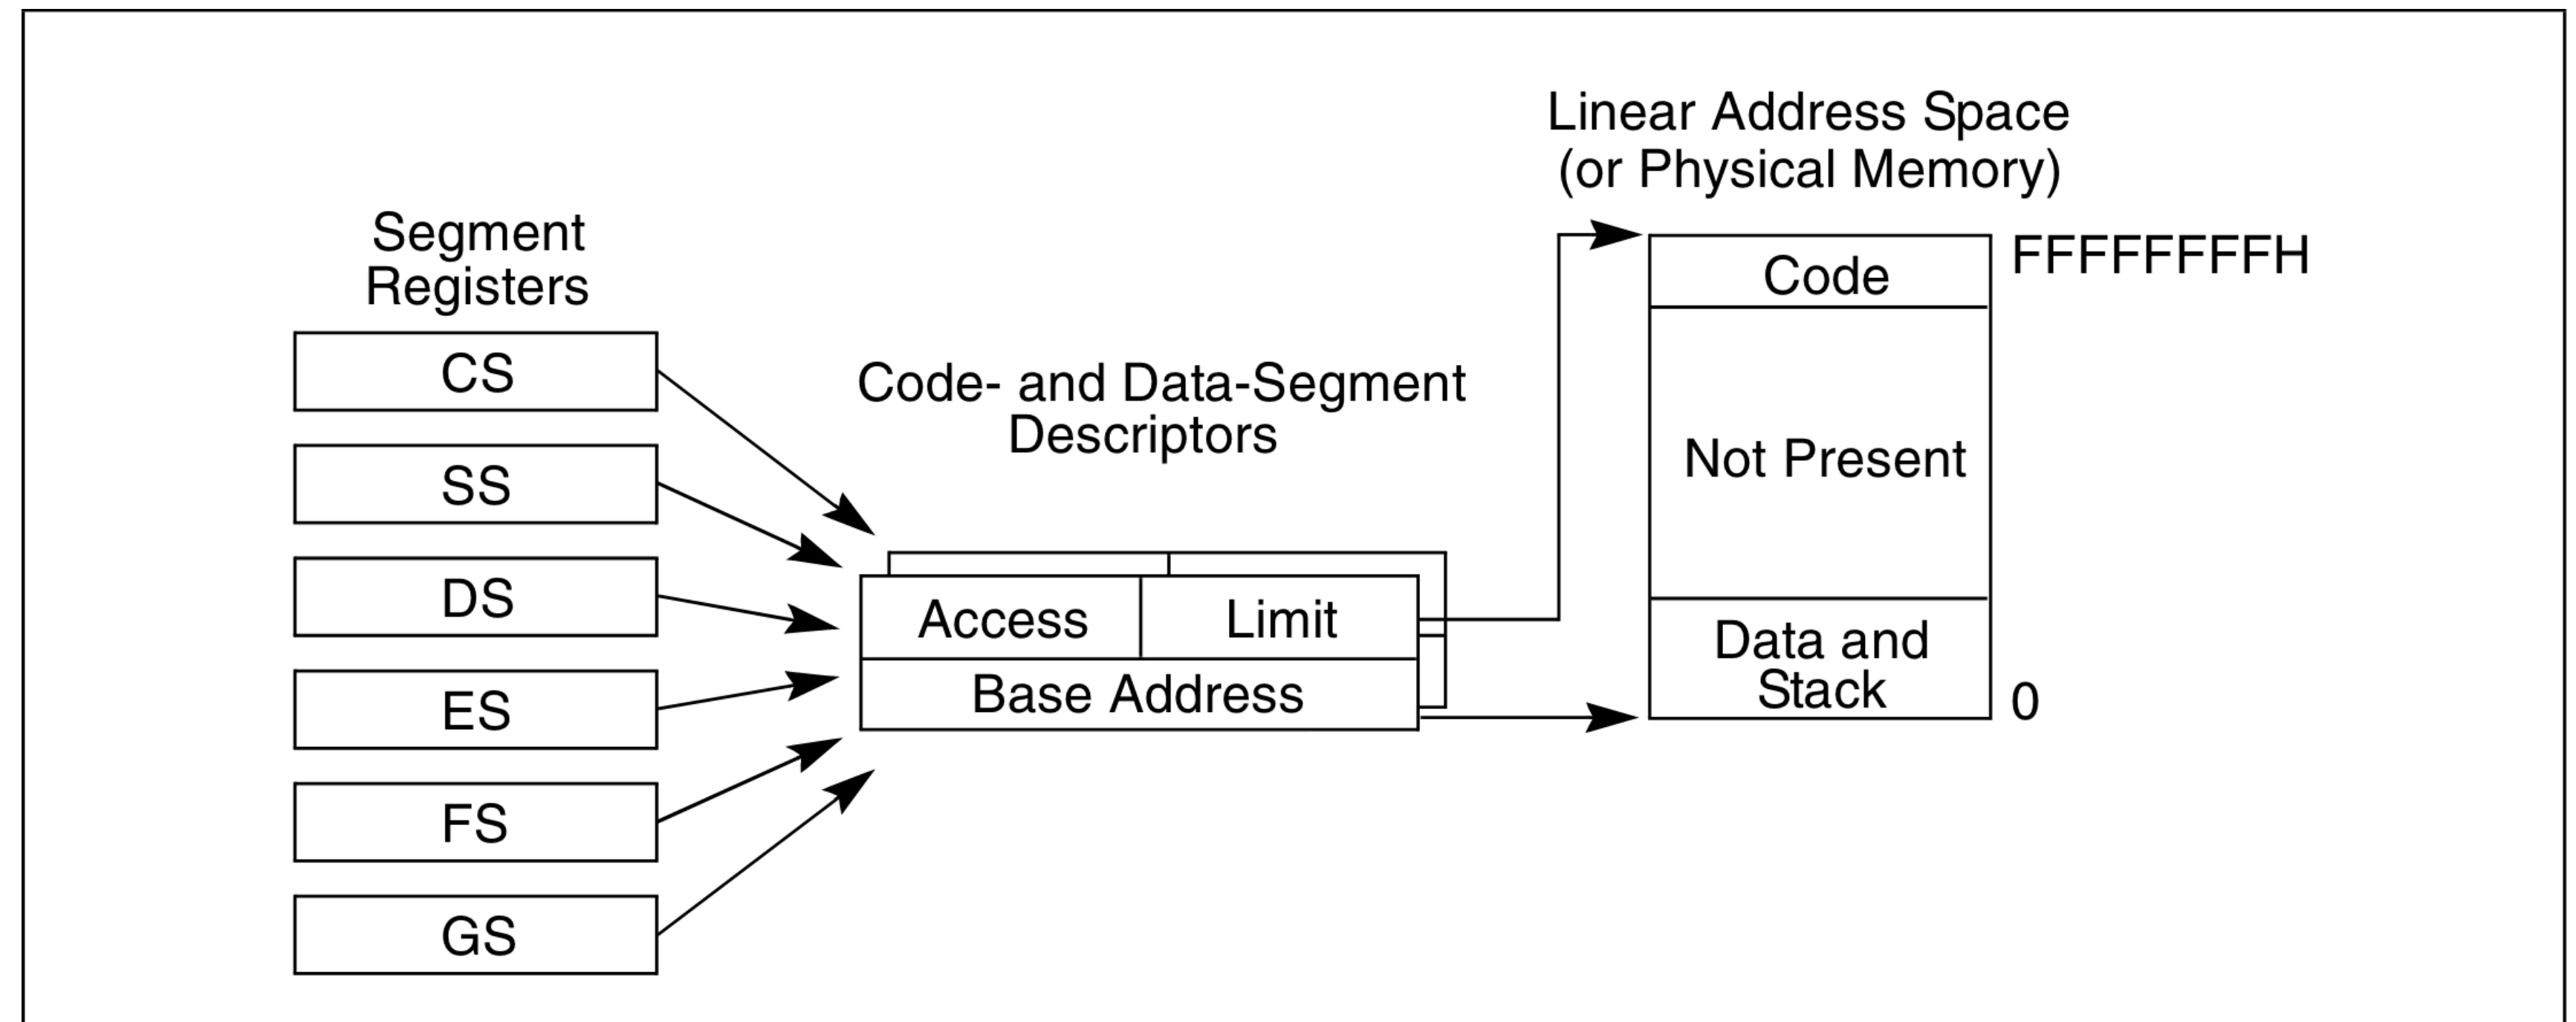 Segment
Registers
CS
SS
DS
ES
FS
GS
Code- and Data-Segment
Descriptors
Access
Limit
Base Address
Linear Address Space
(or Physical Memory)
Code
FFFFFFFFH
Not Present
Data and
Stack
0